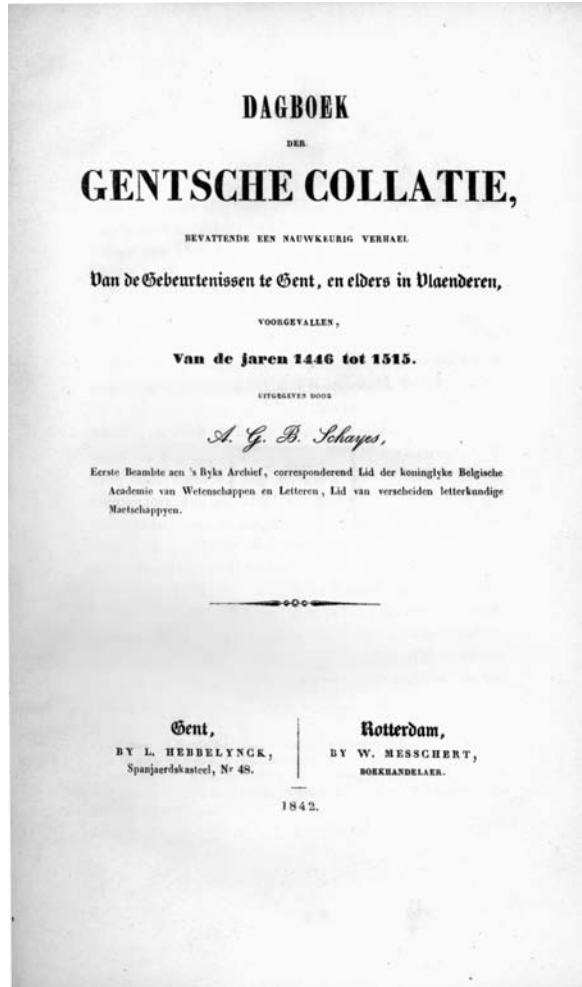 DAGBOEK
DER
GENTSCHE COLLATIE,
BEVATTENDE EEN NAUWKEURIG VERHAEL
Van de Gebeurtenissen te Gent, en elders in Vlaenderen,
VOORGEVALLEN,
Van de jaren 1446 tot 1515.
UITGEGEVEN DOOR
A. G. B. Schayes,
Eerste Beambte aen 's Ryks Archief, corresponderend Lid der koninglyke Belgische
Academie van Wetenschappen en Letteren, Lid van verscheiden letterkundige
Maetschappyen.
Gent,
BY L. HEBBELYNCK,
Spanjaerdskasteel, Nr 48.
Rotterdam,
BY W. MESSCHERT,
BOEKHANDELAER.
1842.